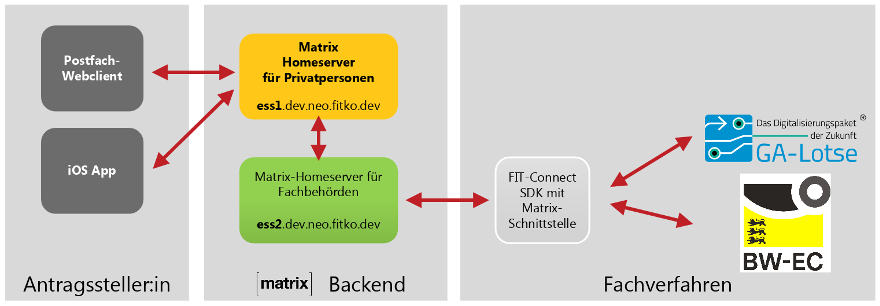 Postfach-
Webclient
iOS App
Antragssteller:in
Matrix
Homeserver
für Privatpersonen
ess1.dev.neo.fitko.dev
Matrix-Homeserver für
Fachbehörden
ess2.dev.neo.fitko.dev
[matrix] Backend
FIT-Connect
SDK mit
Matrix-
Schnittstelle
Das Digitalisierungspaket ®
der Zukunft
GA-Lotse
BW-EC
Fachverfahren